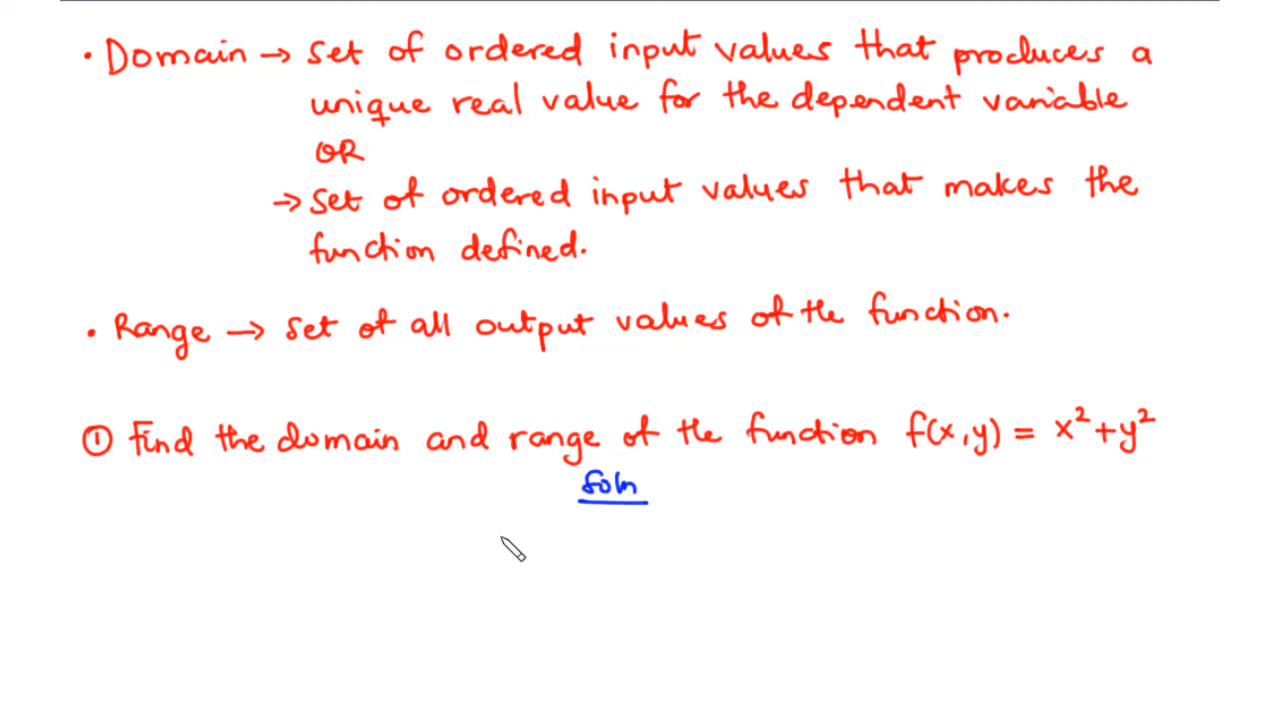 • Domain → Set of ordered input values that produces a
unique real value for the dependent variable
OR
→ Set of ordered input values that makes the
function defined.
• Range → Set of all output values of the function.
① Find the domain and range of the function f(x,y) = x² + y²
Soln